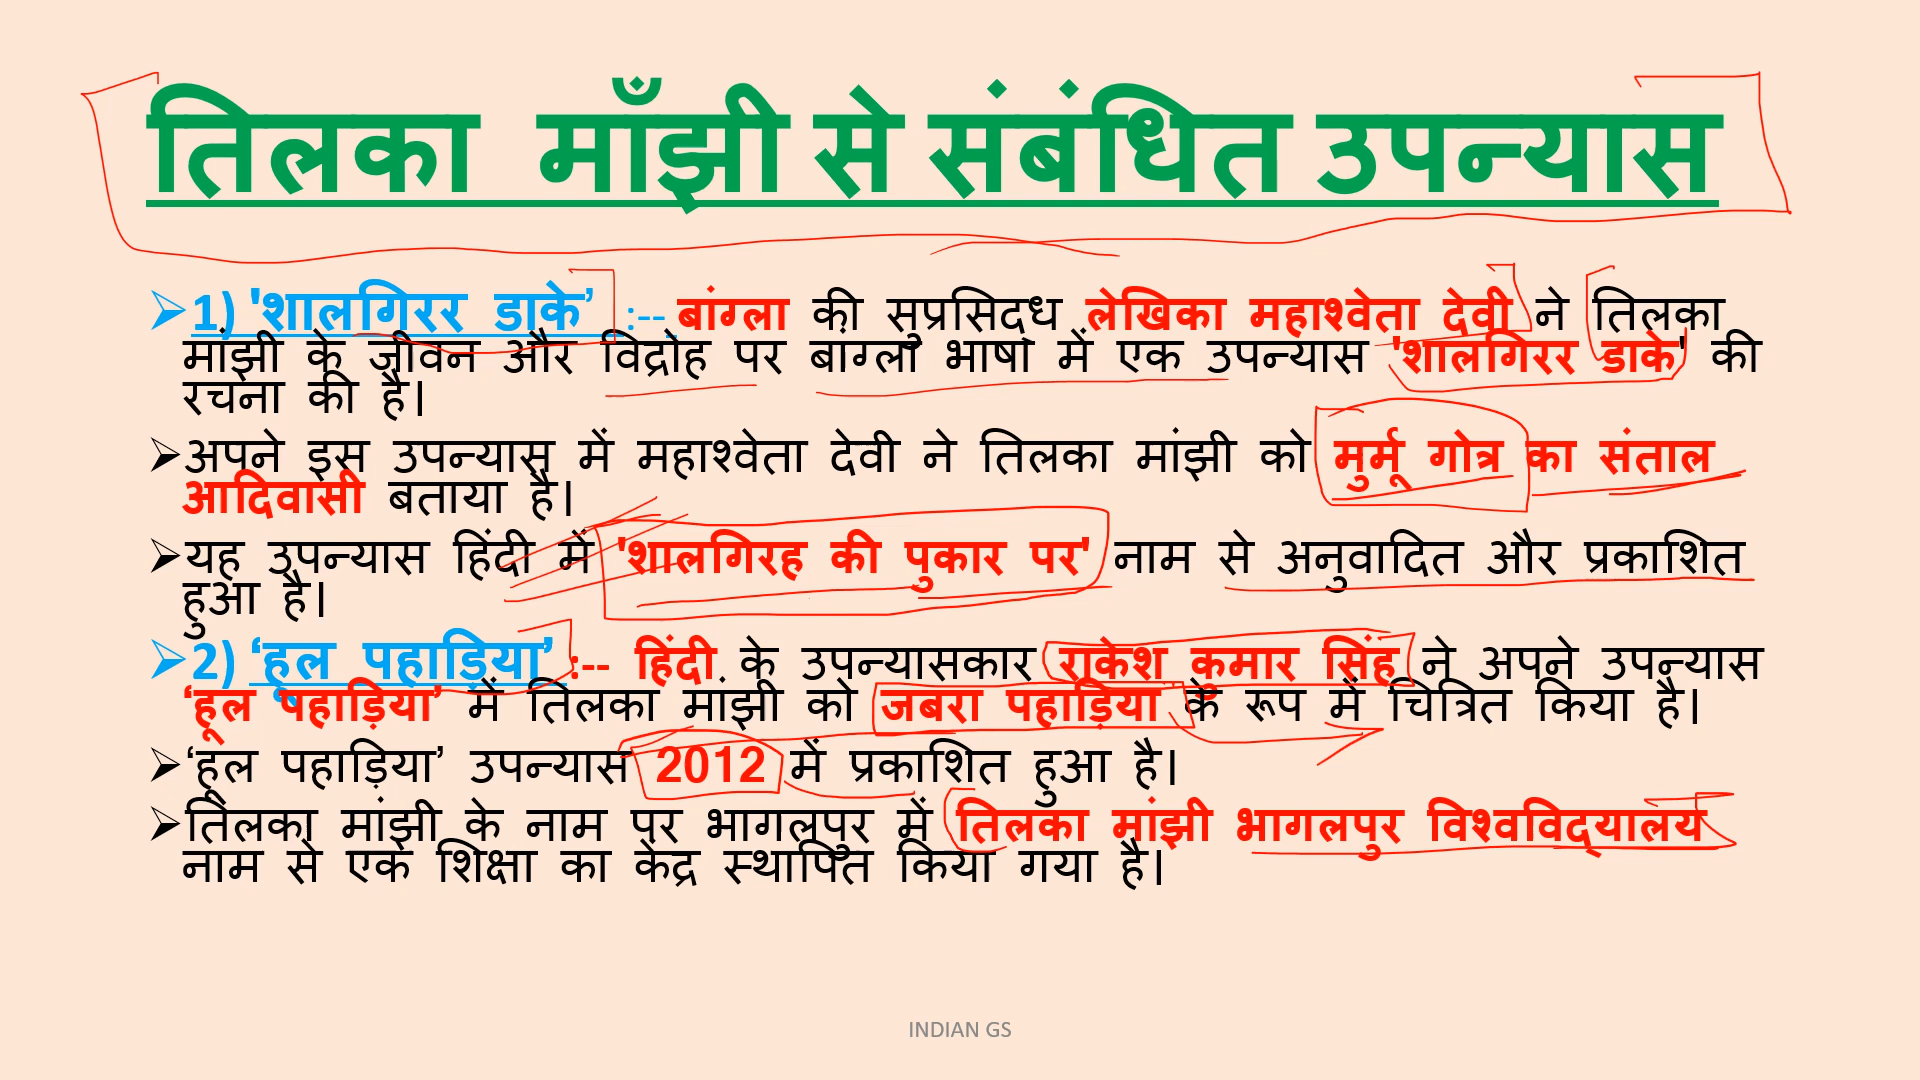 तिलका माँझी से संबंधित उपन्यास
➢1) 'शालगिरर डाके’ :-- बांग्ला की सुप्रसिद्ध लेखिका महाश्वेता देवी ने तिलका
मांझी के जीवन और विद्रोह पर बांग्ला भाषा में एक उपन्यास 'शालगिरर डाके' की
रचना की है।
➢अपने इस उपन्यास में महाश्वेता देवी ने तिलका मांझी को मुर्मू गोत्र का संताल
आदिवासी बताया है।
➢यह उपन्यास हिंदी में 'शालगिरह की पुकार पर' नाम से अनुवादित और प्रकाशित
हुआ है।
➢2) ‘हूल पहाड़िया’ :-- हिंदी के उपन्यासकार राकेश कुमार सिंह ने अपने उपन्यास
‘हूल पहाड़िया’ में तिलका मांझी को जबरा पहाड़िया के रूप में चित्रित किया है।
➢‘हूल पहाड़िया’ उपन्यास 2012 में प्रकाशित हुआ है।
➢तिलका मांझी के नाम पर भागलपुर में तिलका मांझी भागलपुर विश्वविद्यालय
नाम से एक शिक्षा का केंद्र स्थापित किया गया है।
INDIAN GS